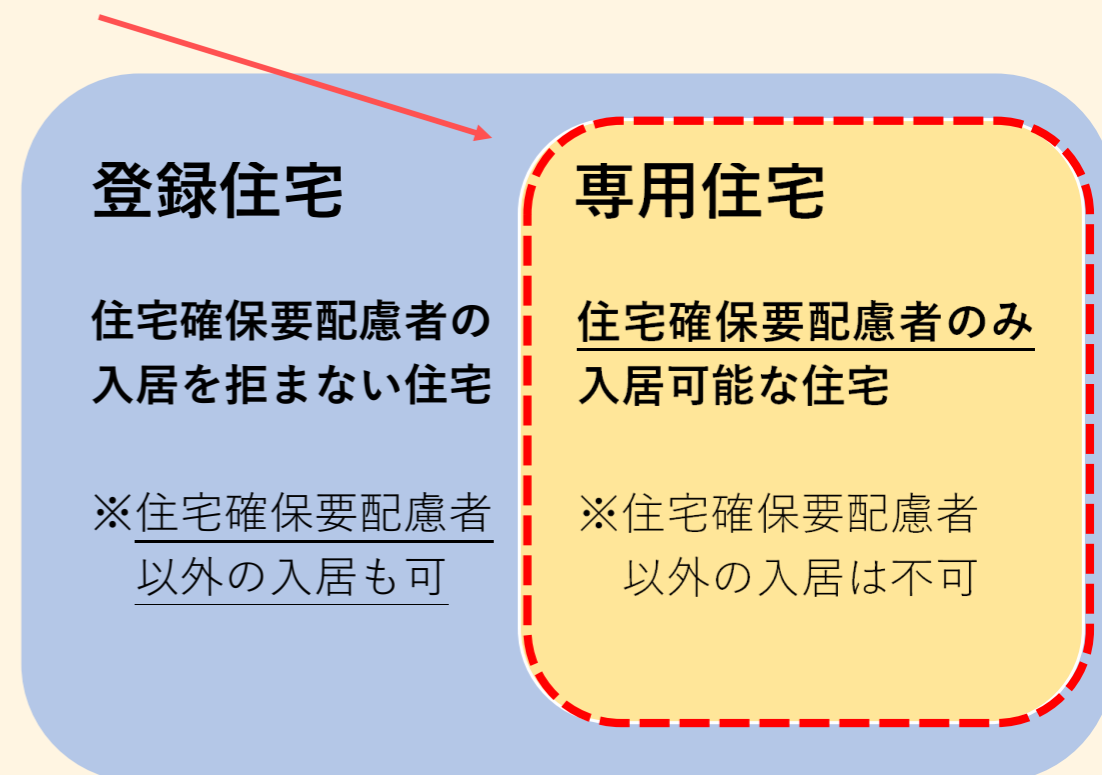 登録住宅
住宅確保要配慮者の
入居を拒まない住宅
※住宅確保要配慮者
以外の入居も可
専用住宅
住宅確保要配慮者のみ
入居可能な住宅
※住宅確保要配慮者
以外の入居は不可